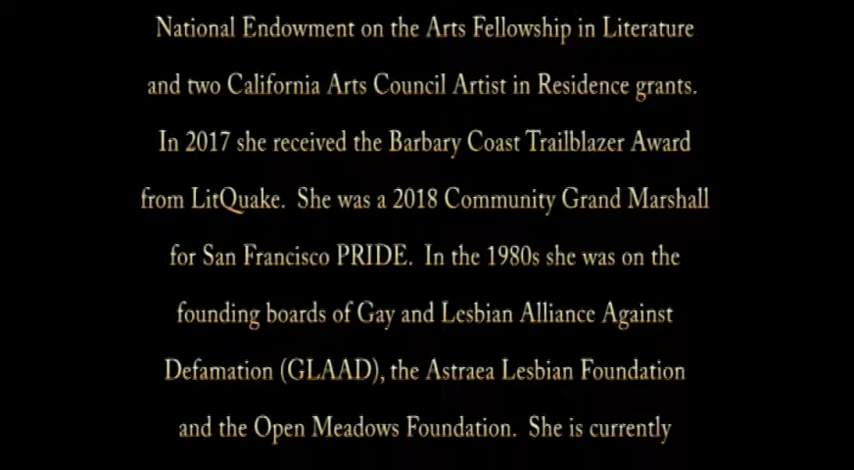 National Endowment on the Arts Fellowship in Literature
and two California Arts Council Artist in Residence grants.
In 2017 she received the Barbary Coast Trailblazer Award
from LitQuake.  She was a 2018 Community Grand Marshall
for San Francisco PRIDE.  In the 1980s she was on the
founding boards of Gay and Lesbian Alliance Against
Defamation (GLAAD), the Astraea Lesbian Foundation
and the Open Meadows Foundation.  She is currently